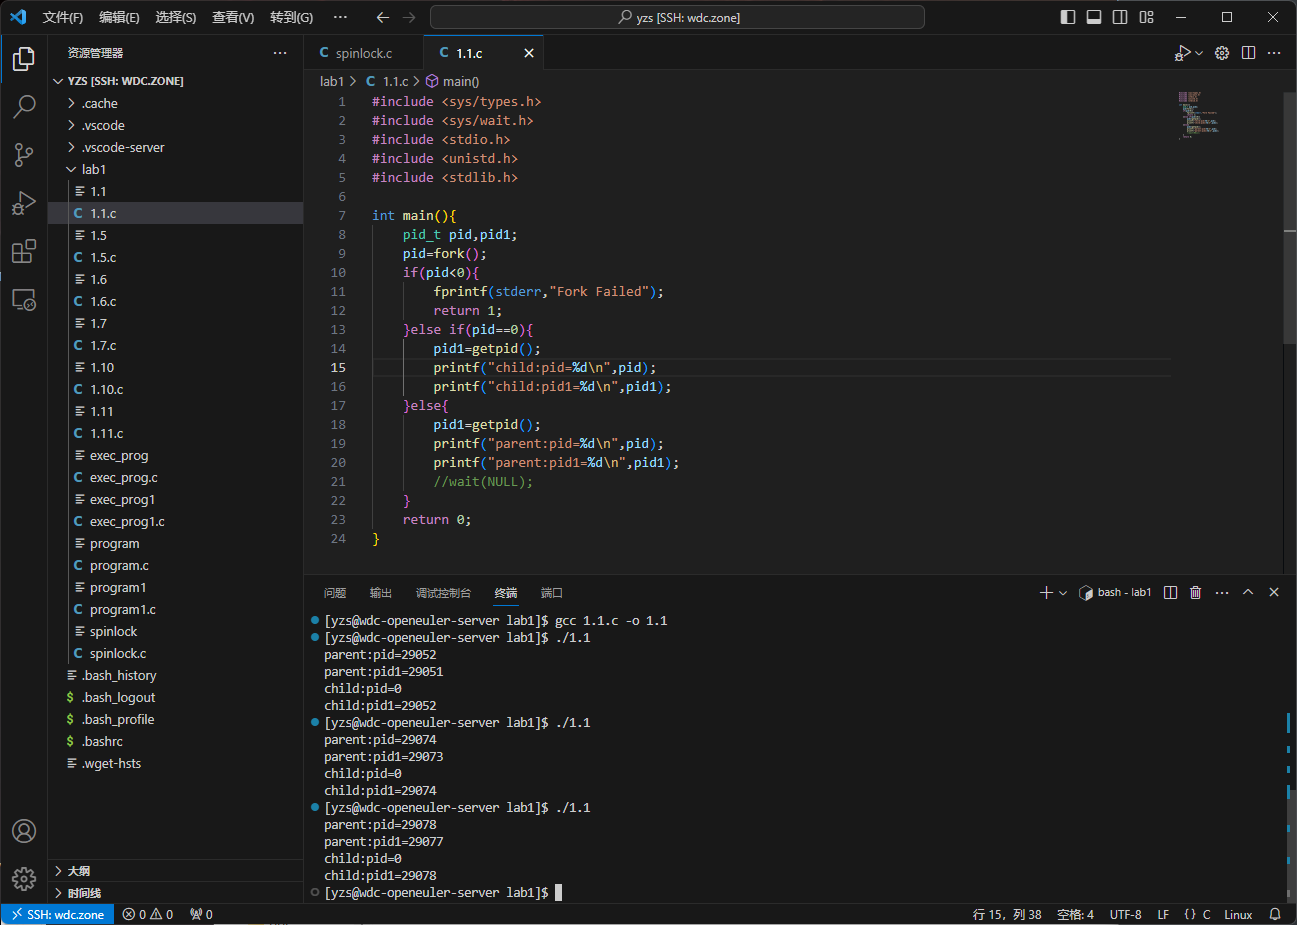 文件(F) 编辑(E) 选择(S) 查看(V) 转到(G) ··· yzs [SSH: wdc.zone]
资源管理器 ···
YZS [SSH: WDC.ZONE]
.cache
.vscode
.vscode-server
lab1
1.1
C 1.1.c
1.5
C 1.5.c
1.6
C 1.6.c
1.7
C 1.7.c
1.10
C 1.10.c
1.11
C 1.11.c
exec_prog
C exec_prog.c
exec_prog1
C exec_prog1.c
program
C program.c
program1
C program1.c
spinlock
C spinlock.c
.bash_history
$ .bash_logout
$ .bash_profile
$ .bashrc
.wget-hsts
大纲
时间线
C spinlock.c C 1.1.c
lab1 > C 1.1.c > main()
1 #include <sys/types.h>
2 #include <sys/wait.h>
3 #include <stdio.h>
4 #include <unistd.h>
5 #include <stdlib.h>
6
7 int main(){
8 pid_t pid,pid1;
9 pid=fork();
10 if(pid<0){
11 fprintf(stderr,"Fork Failed");
12 return 1;
13 }else if(pid==0){
14 pid1=getpid();
15 printf("child:pid=%d\n",pid);
16 printf("child:pid1=%d\n",pid1);
17 }else{
18 pid1=getpid();
19 printf("parent:pid=%d\n",pid);
20 printf("parent:pid1=%d\n",pid1);
21 //wait(NULL);
22 }
23 return 0;
24 }
问题 输出 调试控制台 终端 端口 bash - lab1
[yzs@wdc-openeuler-server lab1]$ gcc 1.1.c -o 1.1
[yzs@wdc-openeuler-server lab1]$ ./1.1
parent:pid=29052
parent:pid1=29051
child:pid=0
child:pid1=29052
[yzs@wdc-openeuler-server lab1]$ ./1.1
parent:pid=29074
parent:pid1=29073
child:pid=0
child:pid1=29074
[yzs@wdc-openeuler-server lab1]$ ./1.1
parent:pid=29078
parent:pid1=29077
child:pid=0
child:pid1=29078
[yzs@wdc-openeuler-server lab1]$
SSH: wdc.zone 0 0 0 行 15，列 38 空格: 4 UTF-8 LF {} C Linux